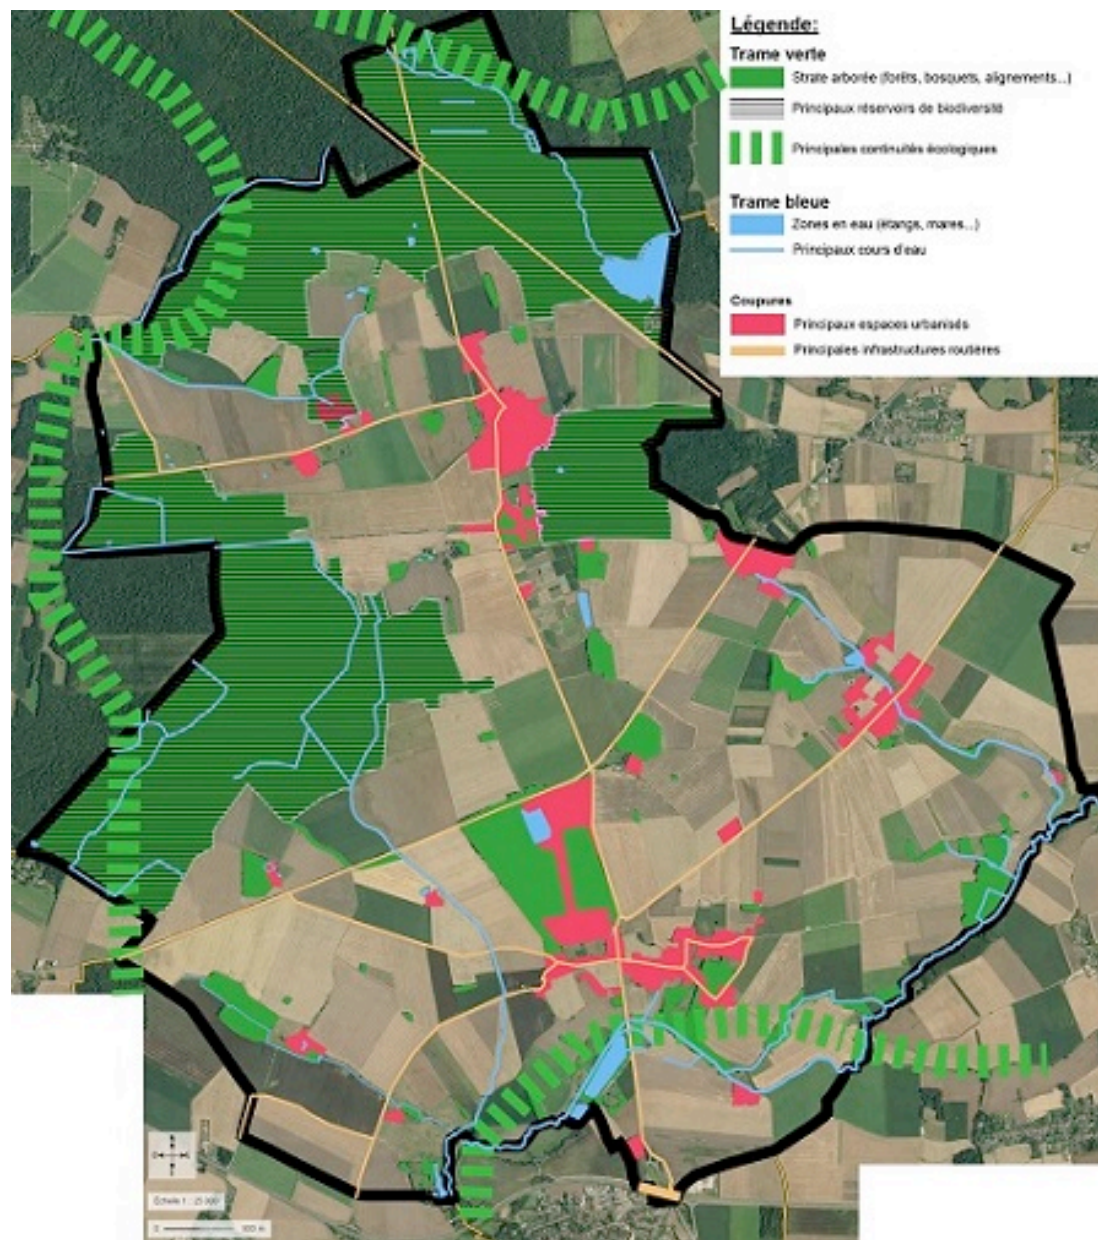 Légende:
Trame verte
Strate arborée (forêts, bosquets, alignements...)
Principaux réservoirs de biodiversité
Principales continuités écologiques
Trame bleue
Zones en eau (étangs, mares...)
Principaux cours d'eau
Coupures
Principaux espaces urbanisés
Principales infrastructures routières